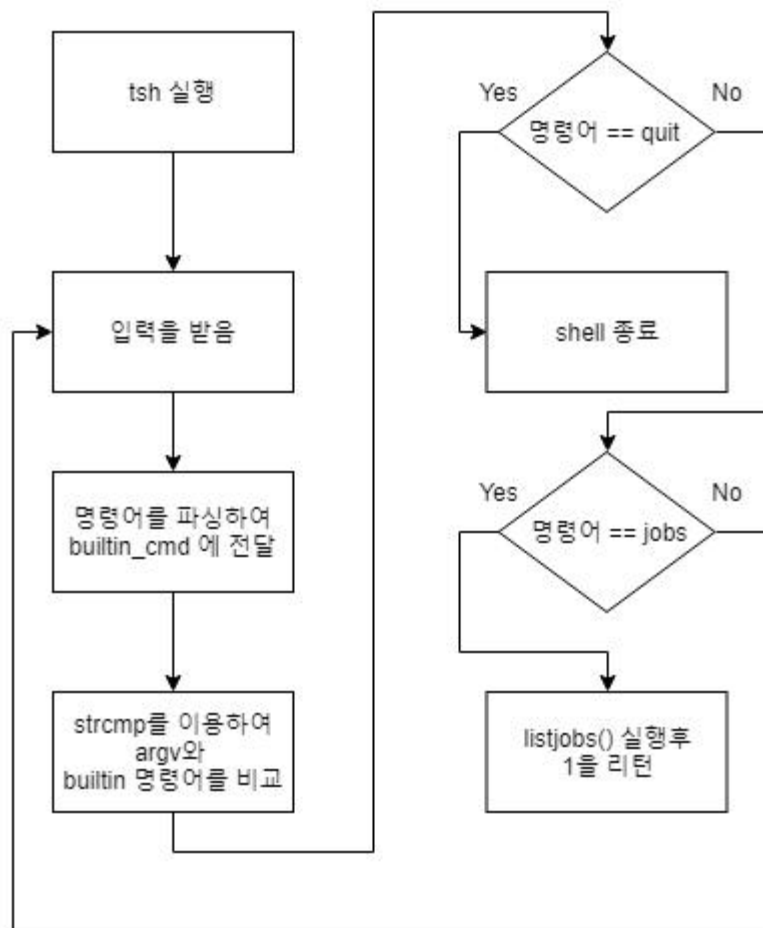 tsh 실행
입력을 받음
명령어를 파싱하여
builtin_cmd 에 전달
strcmp를 이용하여
argv와
builtin 명령어를 비교
Yes
No
명령어 == quit
shell 종료
Yes
No
명령어 == jobs
listjobs() 실행후
1을 리턴